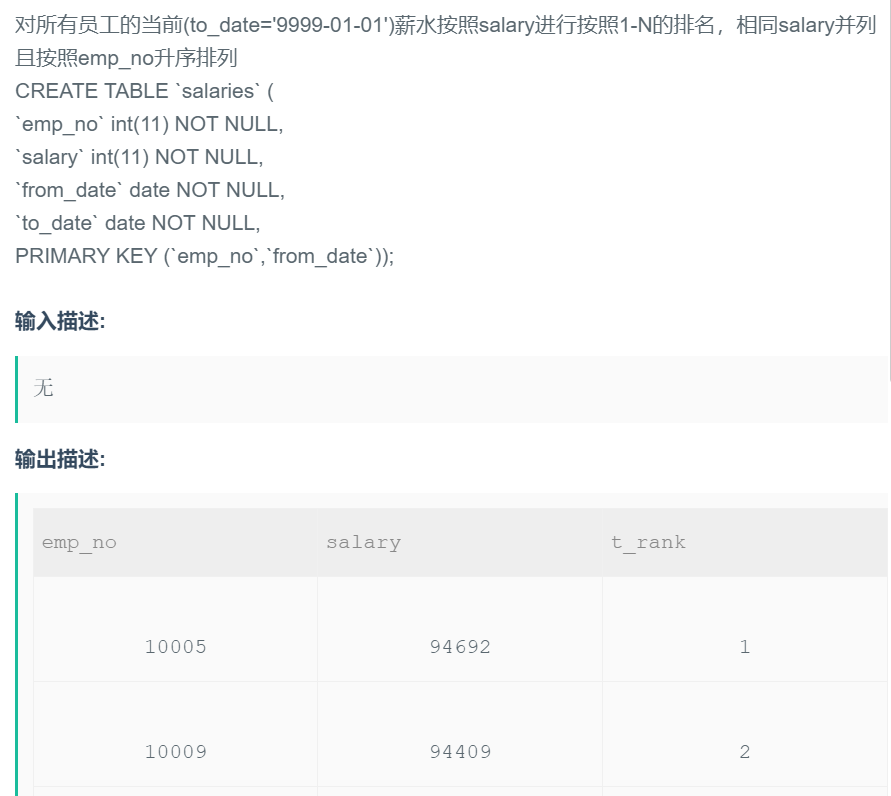 对所有员工的当前(to_date='9999-01-01')薪水按照salary进行按照1-N的排名，相同salary并列
且按照emp_no升序排列
CREATE TABLE `salaries` (
`emp_no` int(11) NOT NULL,
`salary` int(11) NOT NULL,
`from_date` date NOT NULL,
`to_date` date NOT NULL,
PRIMARY KEY (`emp_no`,`from_date`));
输入描述:
无
输出描述:
emp_no salary t_rank
10005 94692 1
10009 94409 2